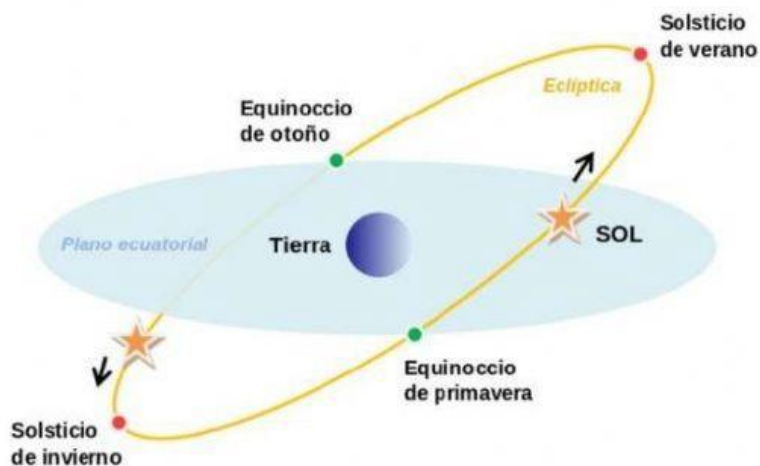 Solsticio
de verano
Eclíptica
Equinoccio
de otoño
Plano ecuatorial
Tierra
SOL
Equinoccio
de primavera
Solsticio
de invierno